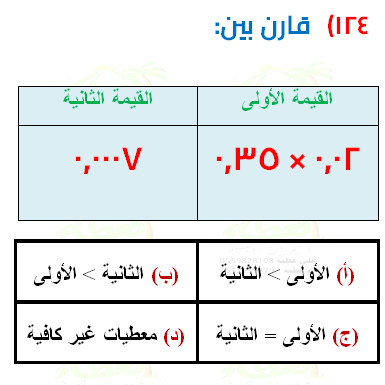 ١٢٤) قارن بين:
القيمة الأولى القيمة الثانية
٠,٠٢ × ٠,٣٥ ٠,٠٠٠٧
(أ) الأولى > الثانية (ب) الثانية > الأولى
(ج) الأولى = الثانية (د) معطيات غير كافية